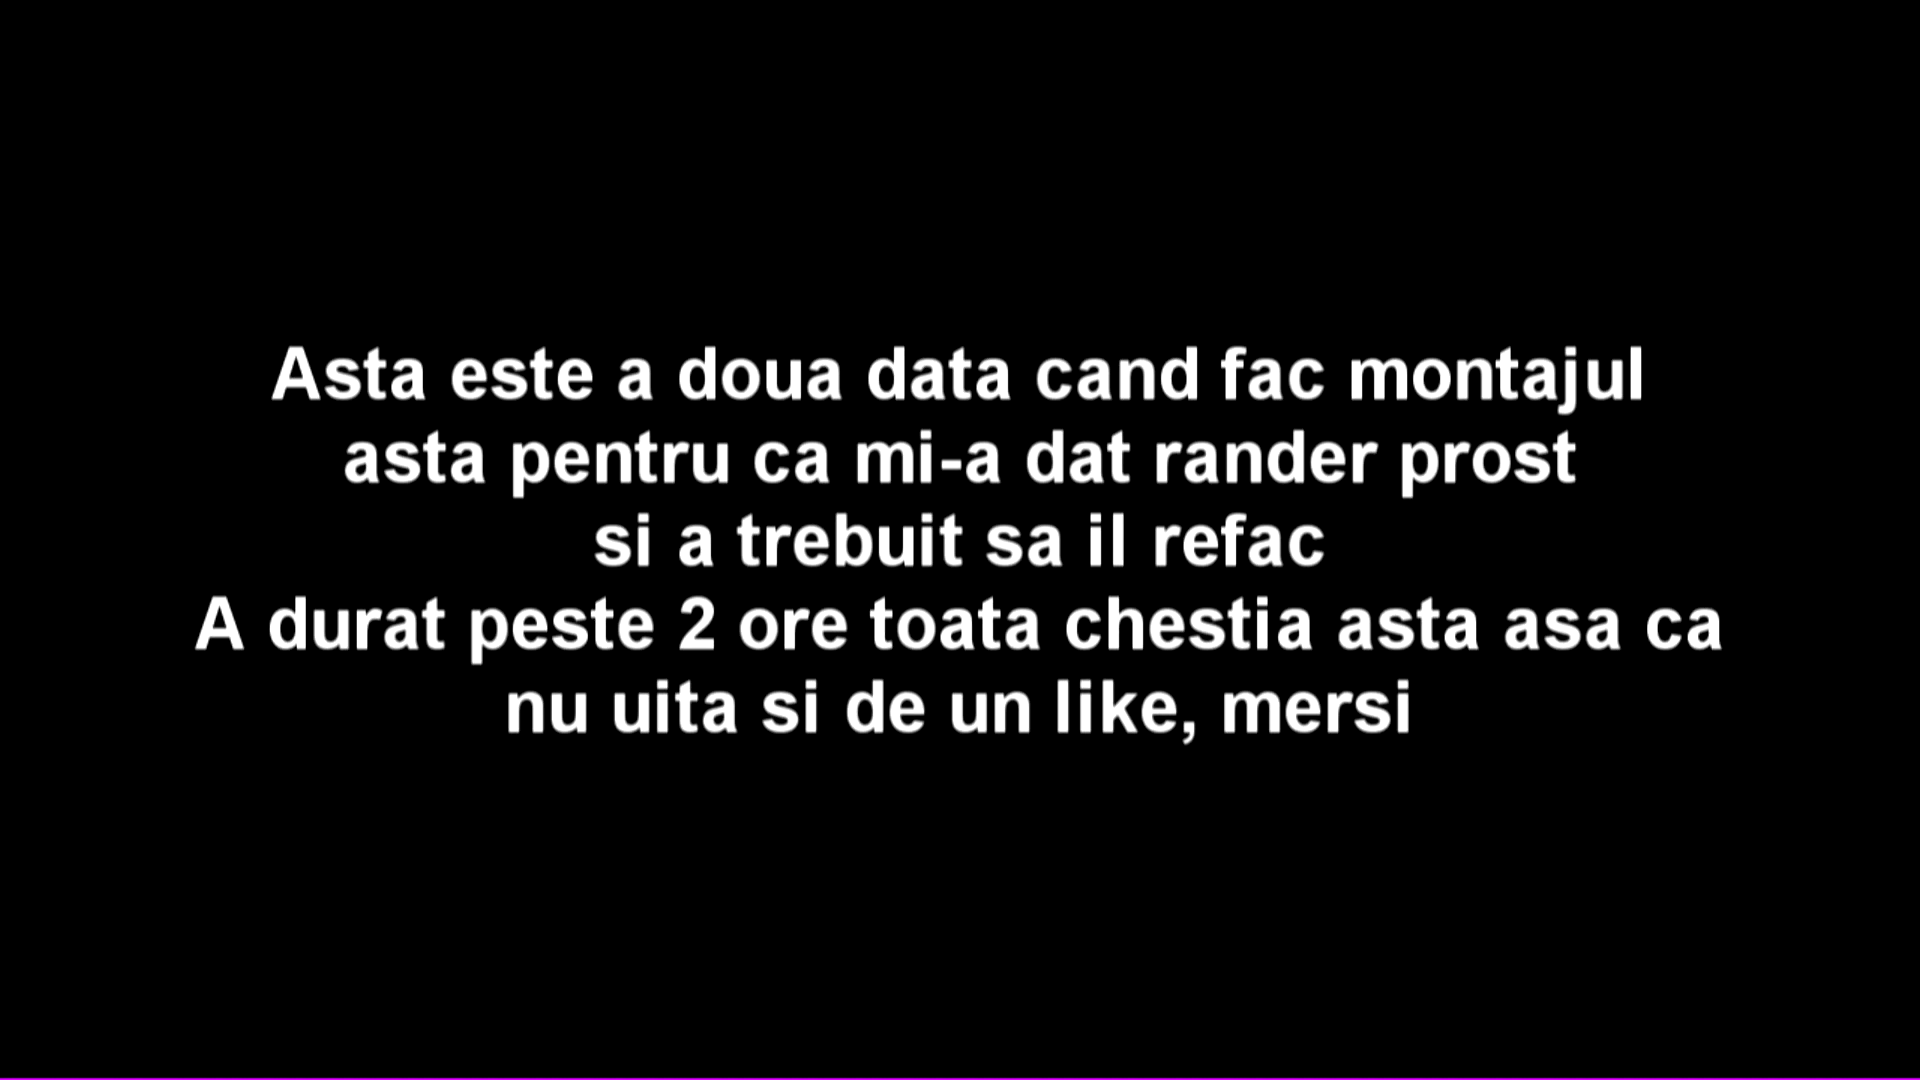 Asta este a doua data cand fac montajul
asta pentru ca mi-a dat rander prost
si a trebuit sa il refac
A durat peste 2 ore toata chestia asta asa ca
nu uita si de un like, mersi